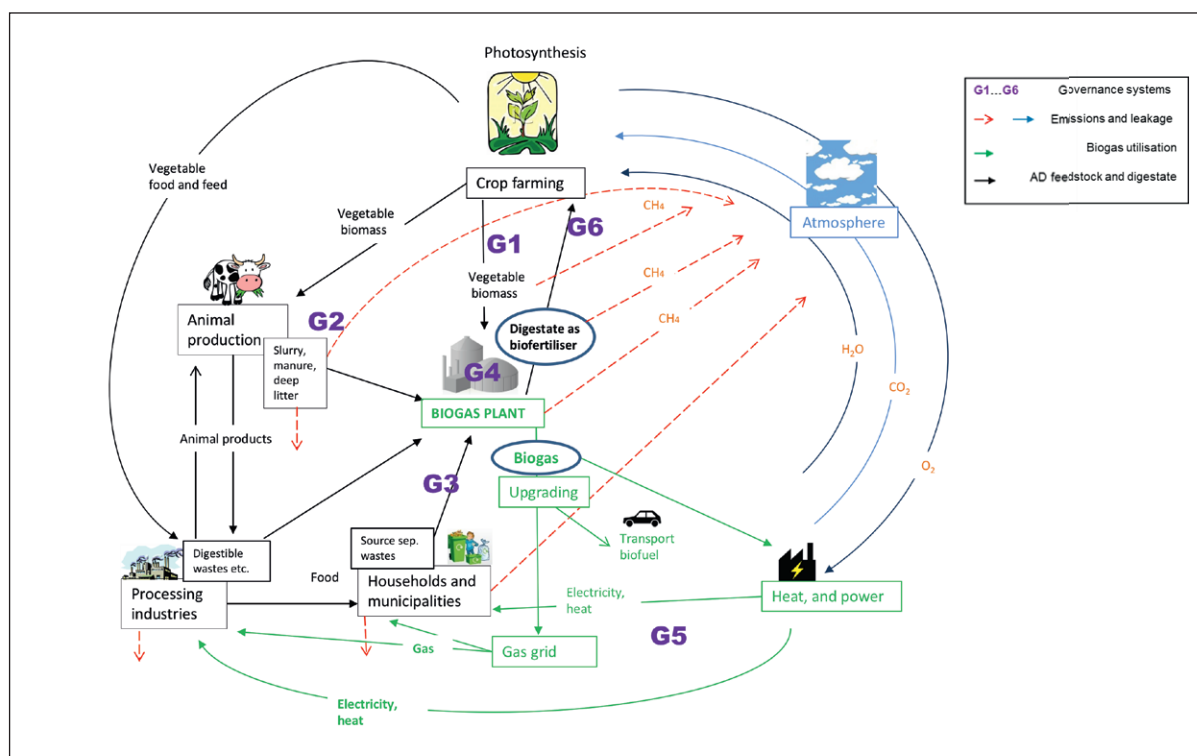 Photosynthesis
G1...G6 Governance systems
Emissions and leakage
Biogas utilisation
AD feedstock and digestate
Vegetable
food and feed
Crop farming
CH₄
Atmosphere
Vegetable
biomass
G1
G6
Vegetable
biomass
CH₄
Animal
production
G2
Digestate as
biofertiliser
CH₄
Slurry,
manure,
deep
litter
G4
H₂O
CO₂
BIOGAS PLANT
Animal products
Biogas
O₂
G3
Upgrading
Source sep.
wastes
Transport
biofuel
Digestible
wastes etc.
Food
Households and
municipalities
Processing
industries
Electricity,
heat
Heat, and power
G5
Gas
Gas grid
Electricity,
heat